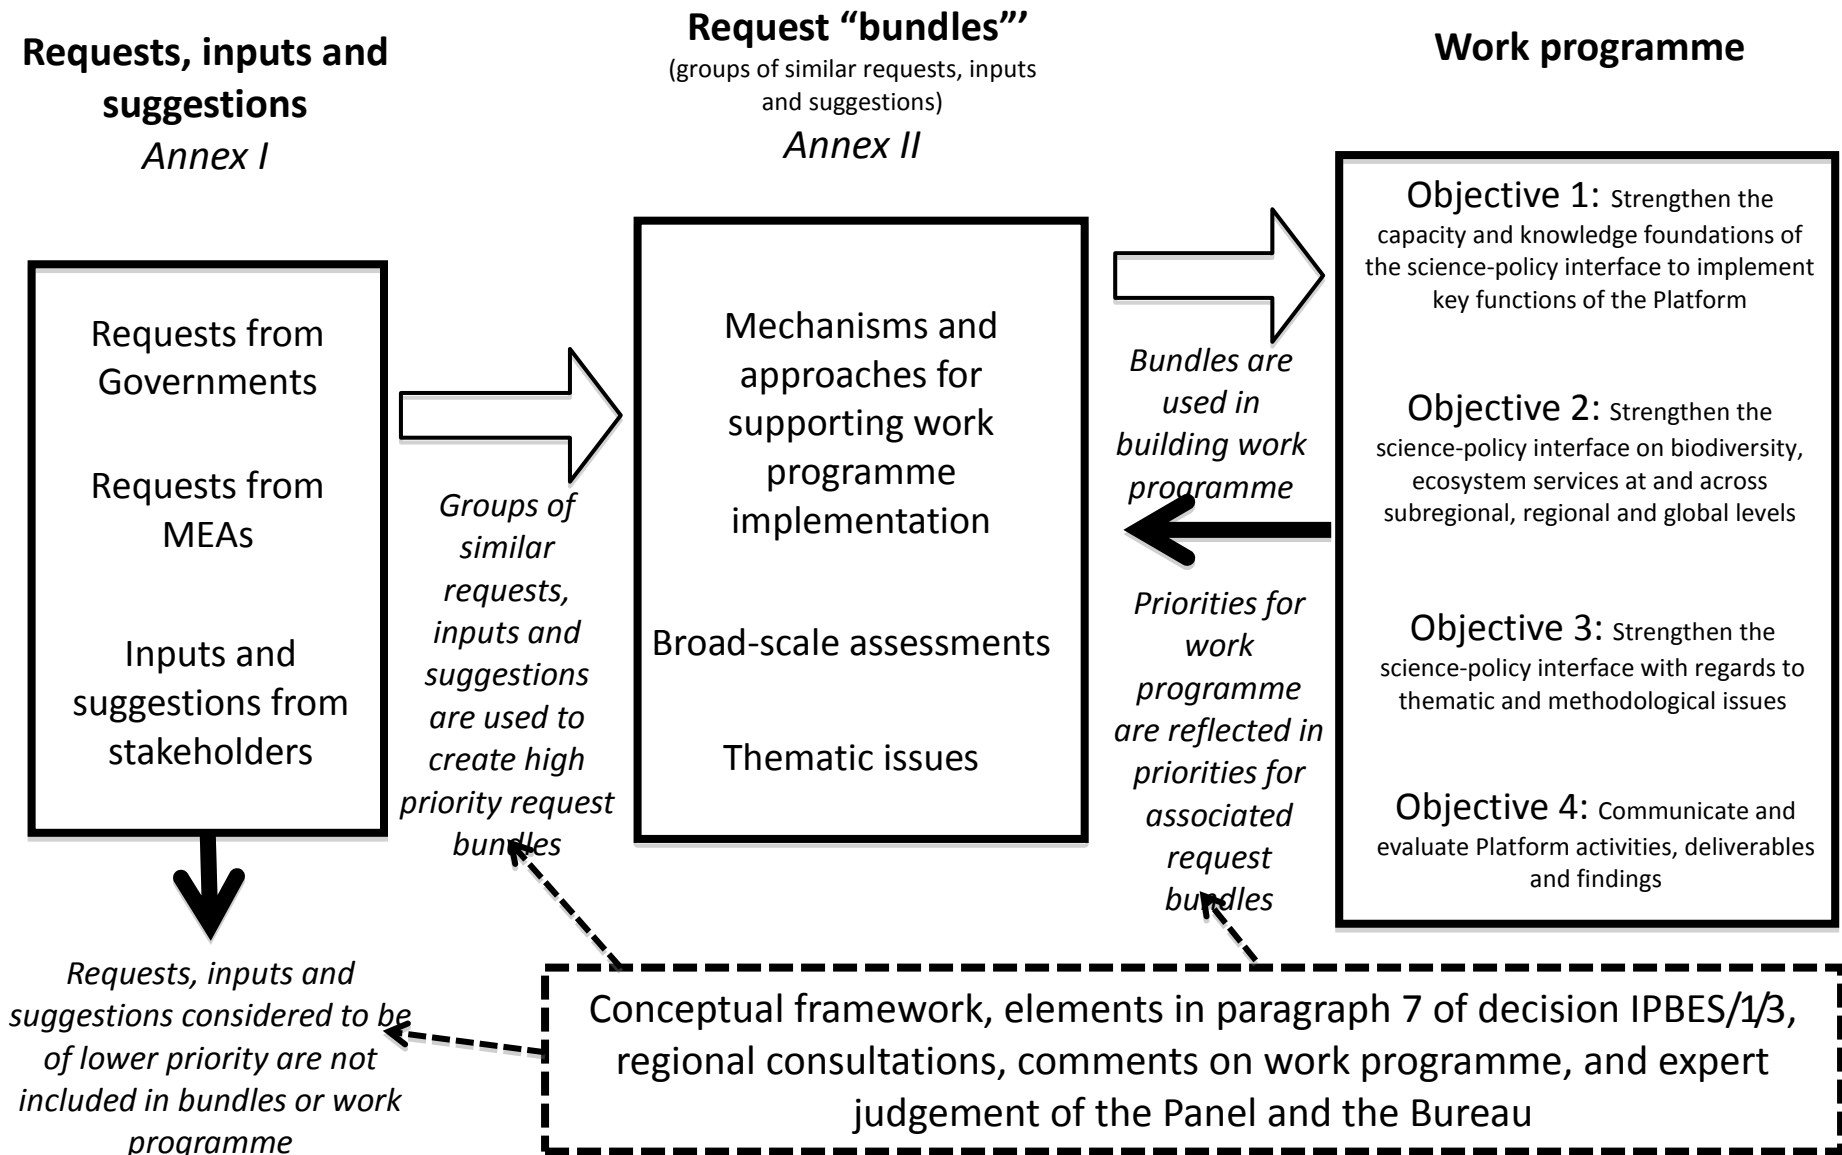 Requests, inputs and
suggestions
Annex I
Requests from
Governments
Requests from
MEAs
Inputs and
suggestions from
stakeholders
Requests, inputs and
suggestions considered to be
of lower priority are not
included in bundles or work
programme
Groups of
similar
requests,
inputs and
suggestions
are used to
create high
priority request
bundles
Request “bundles”’
(groups of similar requests, inputs
and suggestions)
Annex II
Mechanisms and
approaches for
supporting work
programme
implementation
Broad-scale assessments
Thematic issues
Bundles are
used in
building work
programme
Priorities for
work
programme
are reflected in
priorities for
associated
request
bundles
Work programme
Objective 1: Strengthen the
capacity and knowledge foundations of
the science-policy interface to implement
key functions of the Platform
Objective 2: Strengthen the
science-policy interface on biodiversity,
ecosystem services at and across
subregional, regional and global levels
Objective 3: Strengthen the
science-policy interface with regards to
thematic and methodological issues
Objective 4: Communicate and
evaluate Platform activities, deliverables
and findings
Conceptual framework, elements in paragraph 7 of decision IPBES/1/3,
regional consultations, comments on work programme, and expert
judgement of the Panel and the Bureau